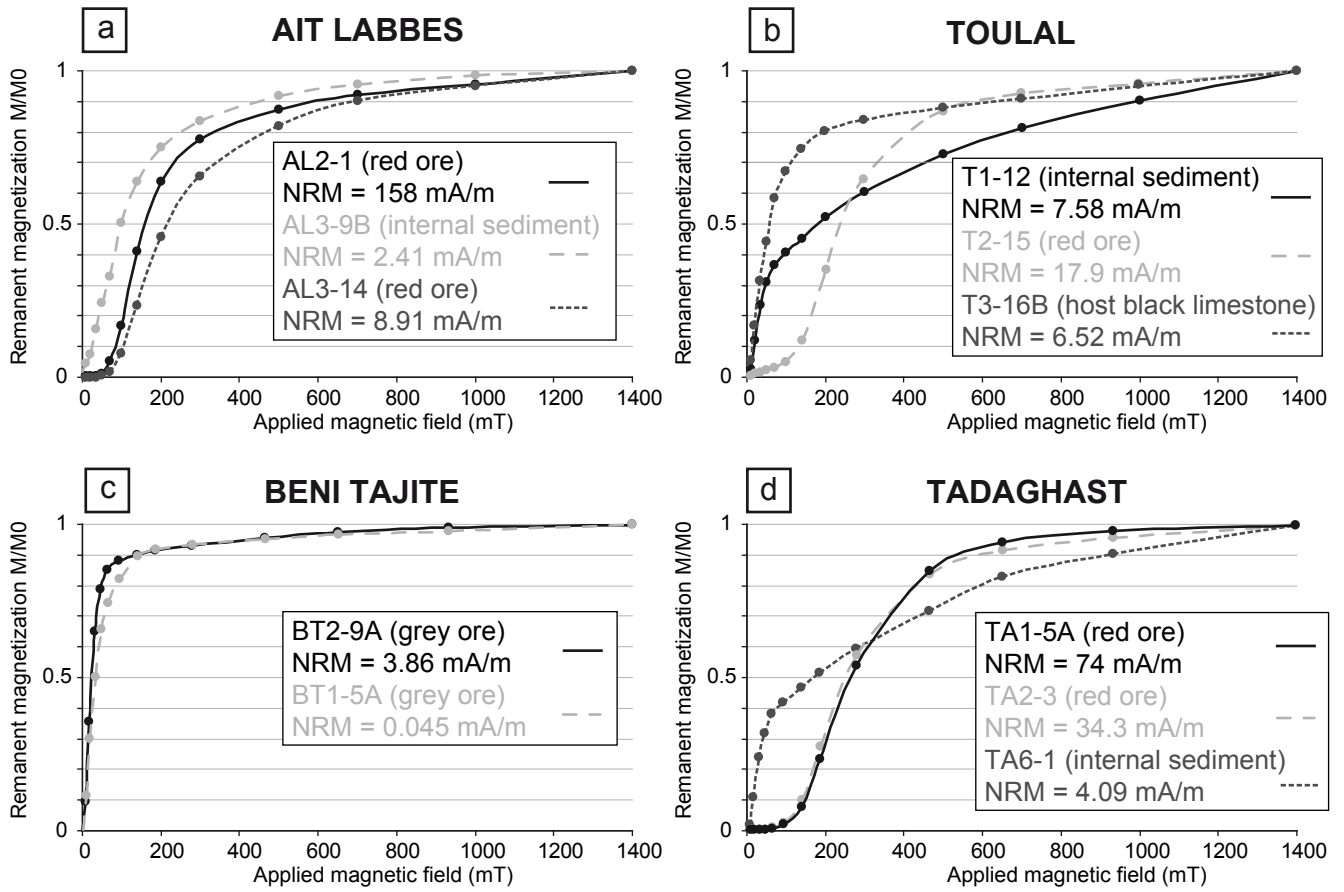 a
AIT LABBES
Remanent magnetization M/M0
1
0.5
0
AL2-1 (red ore)
NRM = 158 mA/m
AL3-9B (internal sediment)
NRM = 2.41 mA/m
AL3-14 (red ore)
NRM = 8.91 mA/m
0 200 400 600 800 1000 1200 1400
Applied magnetic field (mT)
b
TOULAL
Remanent magnetization M/M0
1
0.5
0
T1-12 (internal sediment)
NRM = 7.58 mA/m
T2-15 (red ore)
NRM = 17.9 mA/m
T3-16B (host black limestone)
NRM = 6.52 mA/m
0 200 400 600 800 1000 1200 1400
Applied magnetic field (mT)
c
BENI TAJITE
Remanent magnetization M/M0
1
0.5
0
BT2-9A (grey ore)
NRM = 3.86 mA/m
BT1-5A (grey ore)
NRM = 0.045 mA/m
0 200 400 600 800 1000 1200 1400
Applied magnetic field (mT)
d
TADAGHAST
Remanent magnetization M/M0
1
0.5
0
TA1-5A (red ore)
NRM = 74 mA/m
TA2-3 (red ore)
NRM = 34.3 mA/m
TA6-1 (internal sediment)
NRM = 4.09 mA/m
0 200 400 600 800 1000 1200 1400
Applied magnetic field (mT)